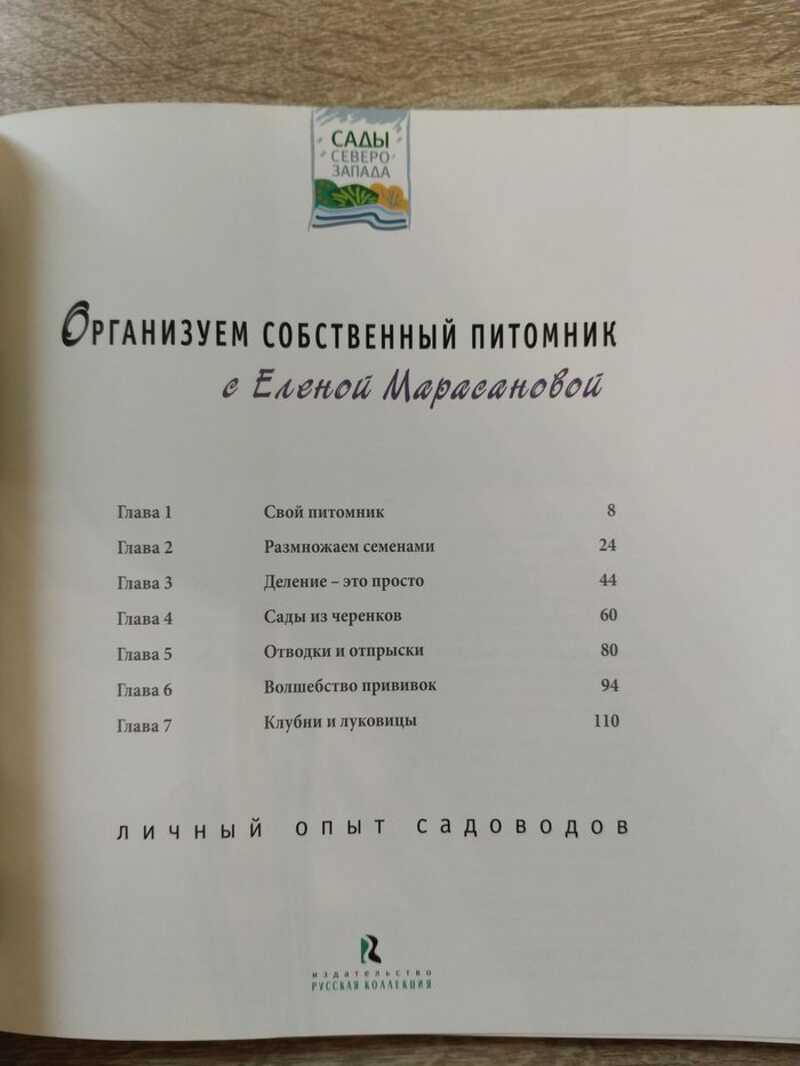 САДЫ
СЕВЕРО
ЗАПАДА
Организуем собственный питомник
с Еленой Марасановой
Глава 1 Свой питомник 8
Глава 2 Размножаем семенами 24
Глава 3 Деление – это просто 44
Глава 4 Сады из черенков 60
Глава 5 Отводки и отпрыски 80
Глава 6 Волшебство прививок 94
Глава 7 Клубни и луковицы 110
личный опыт садоводов
издательство
РУССКАЯ КОЛЛЕКЦИЯ